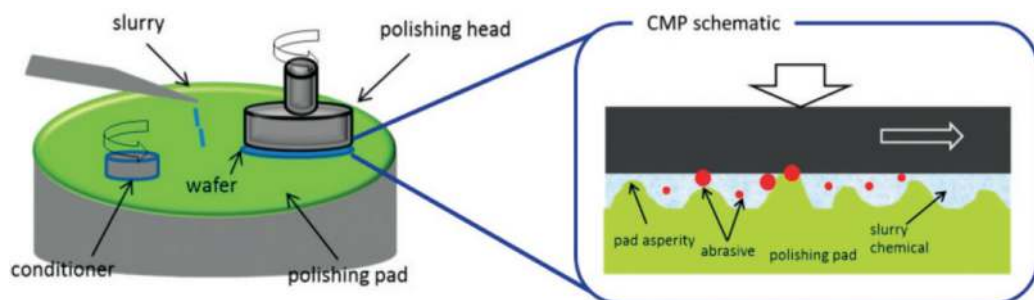 slurry
polishing head
wafer
conditioner
polishing pad
CMP schematic
pad asperity
abrasive
polishing pad
slurry
chemical